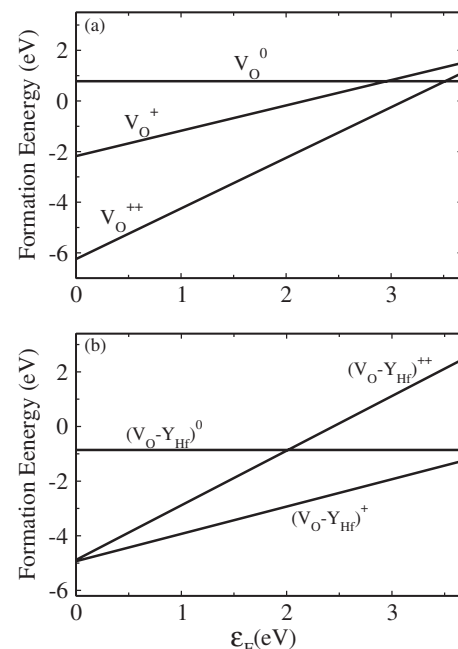 (a)
2
0
-2
-4
-6
Formation Eenergy (eV)
V_O^0
V_O^+
V_O^++
0 1 2 3
(b)
2
0
-2
-4
-6
Formation Eenergy (eV)
(V_O-Y_Hf)^++
(V_O-Y_Hf)^0
(V_O-Y_Hf)^+
0 1 2 3
ε_F(eV)